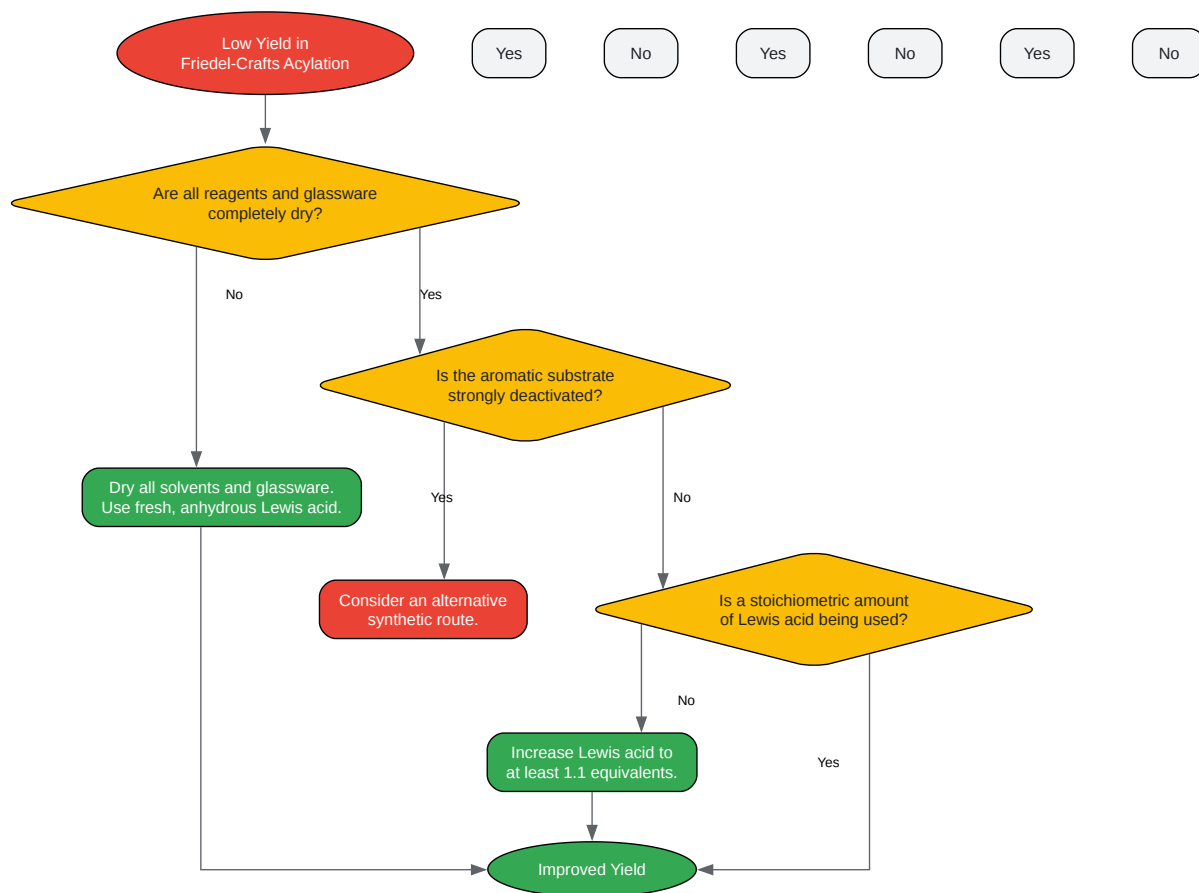 Low Yield in
Friedel-Crafts Acylation
Yes
No
Yes
No
Yes
No
Are all reagents and glassware
completely dry?
No
Yes
Is the aromatic substrate
strongly deactivated?
Dry all solvents and glassware.
Use fresh, anhydrous Lewis acid.
Yes
No
Consider an alternative
synthetic route.
Is a stoichiometric amount
of Lewis acid being used?
No
Increase Lewis acid to
at least 1.1 equivalents.
Yes
Improved Yield